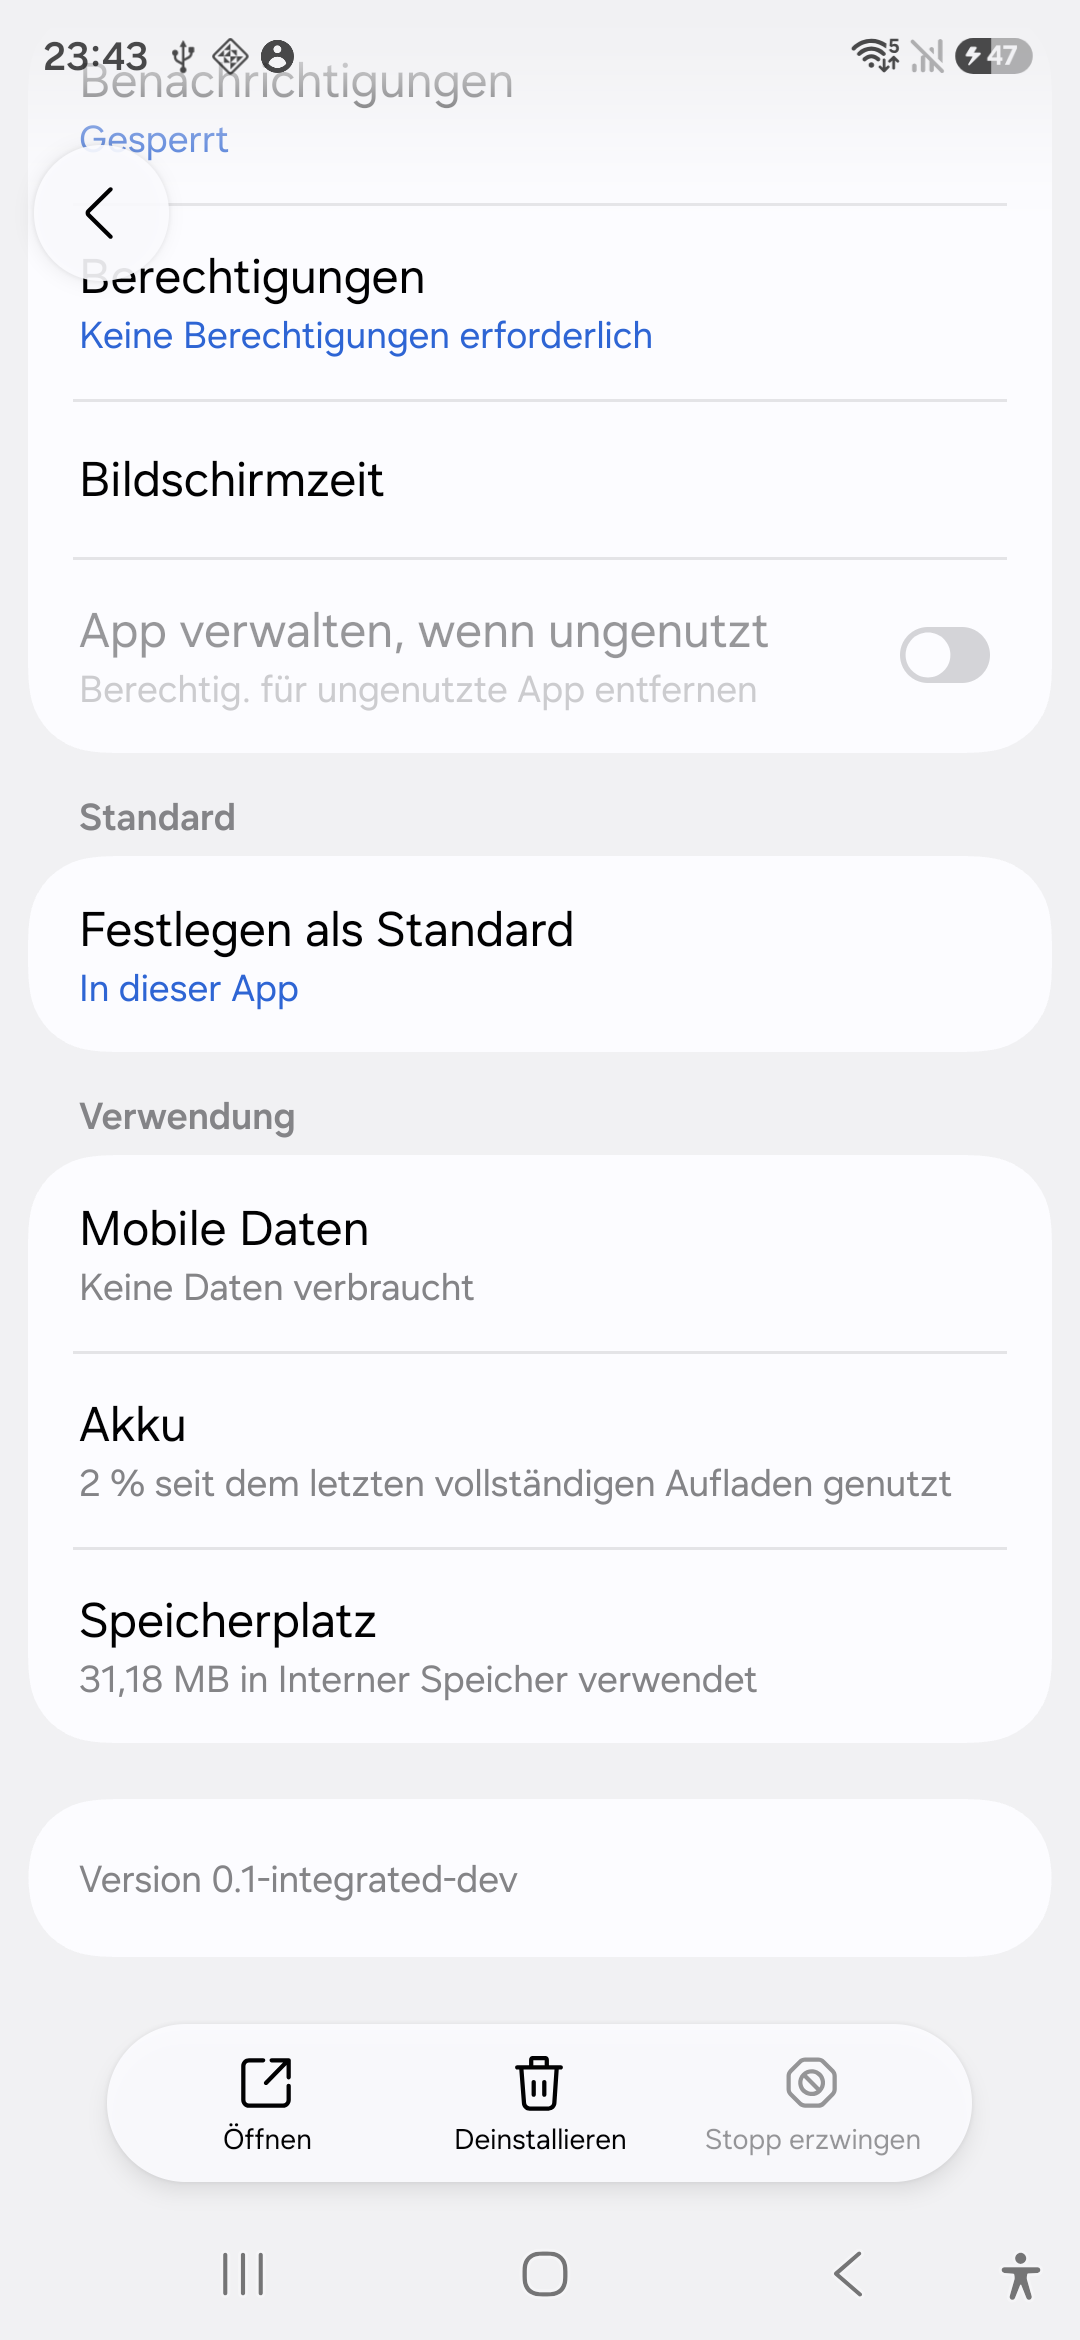 23:43
5
47
Benachrichtigungen
Gesperrt
Berechtigungen
Keine Berechtigungen erforderlich
Bildschirmzeit
App verwalten, wenn ungenutzt
Berechtig. für ungenutzte App entfernen
Standard
Festlegen als Standard
In dieser App
Verwendung
Mobile Daten
Keine Daten verbraucht
Akku
2 % seit dem letzten vollständigen Aufladen genutzt
Speicherplatz
31,18 MB in Interner Speicher verwendet
Version 0.1-integrated-dev
Öffnen
Deinstallieren
Stopp erzwingen